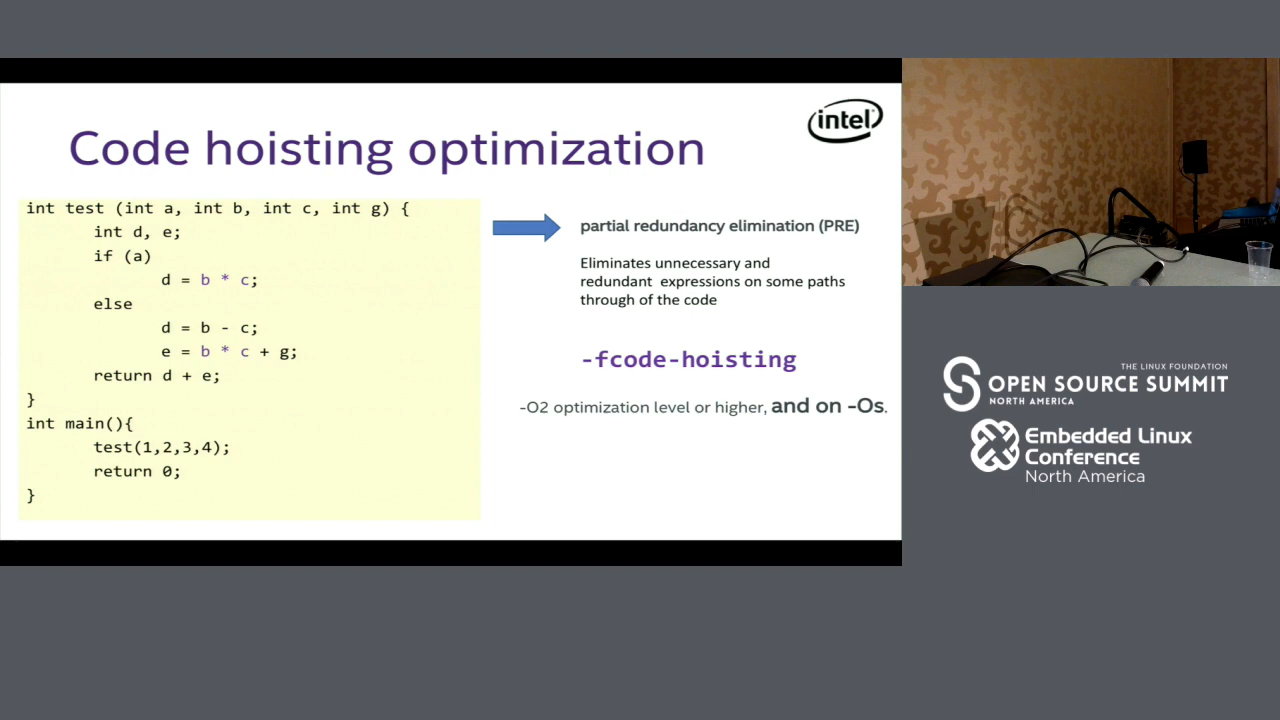 intel
Code hoisting optimization
int test (int a, int b, int c, int g) {
int d, e;
if (a)
d = b * c;
else
d = b - c;
e = b * c + g;
return d + e;
}
int main(){
test(1,2,3,4);
return 0;
}
partial redundancy elimination (PRE)
Eliminates unnecessary and
redundant expressions on some paths
through of the code
-fcode-hoisting
-O2 optimization level or higher, and on -Os.
THE LINUX FOUNDATION
OPEN SOURCE SUMMIT
NORTH AMERICA
Embedded Linux
Conference
North America